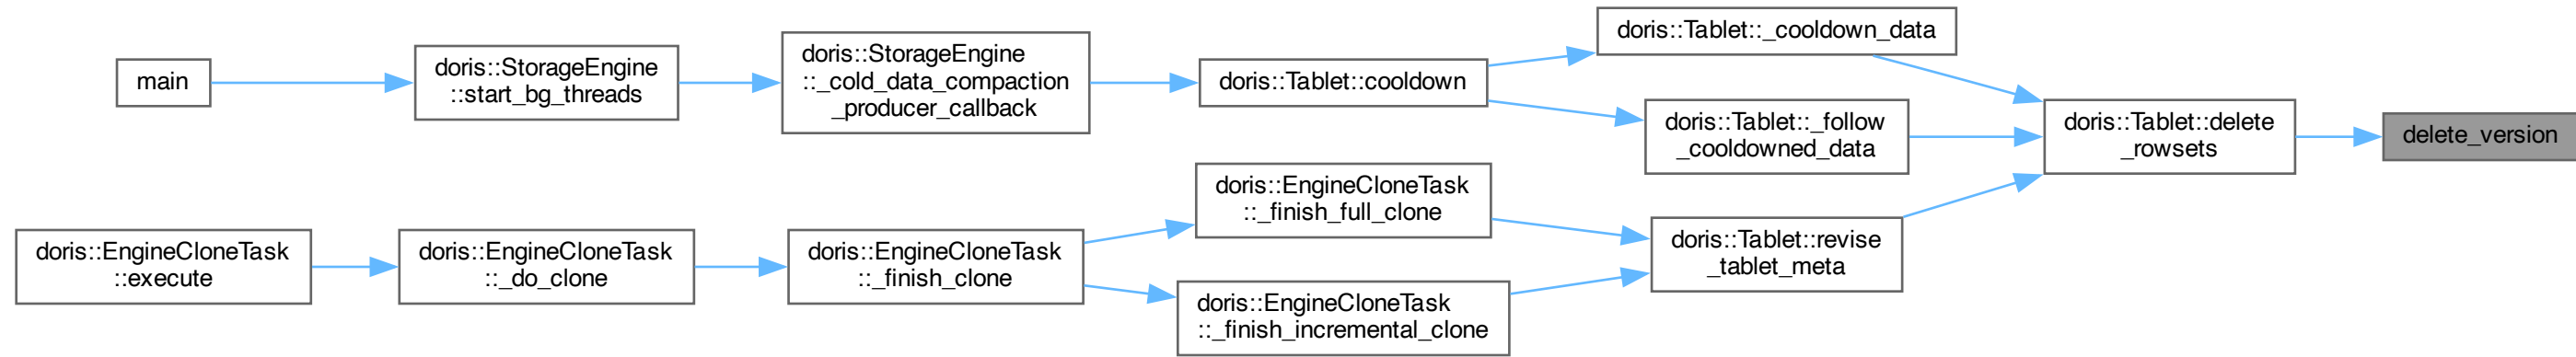 main
doris::StorageEngine
::start_bg_threads
doris::StorageEngine
::_cold_data_compaction
_producer_callback
doris::Tablet::cooldown
doris::Tablet::_cooldown_data
doris::Tablet::_follow
_cooldowned_data
doris::Tablet::delete
_rowsets
delete_version
doris::EngineCloneTask
::execute
doris::EngineCloneTask
::_do_clone
doris::EngineCloneTask
::_finish_clone
doris::EngineCloneTask
::_finish_full_clone
doris::EngineCloneTask
::_finish_incremental_clone
doris::Tablet::revise
_tablet_meta